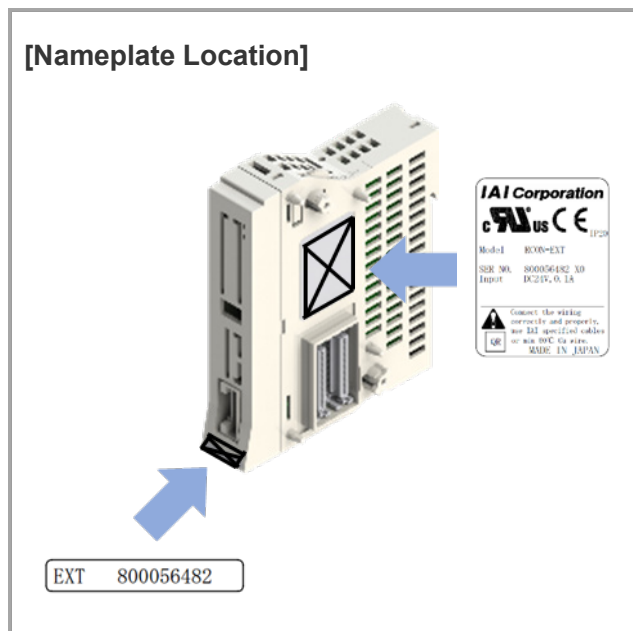 [Nameplate Location]
IAI Corporation
c RU US CE
IP20
Model RCON-EXT
SER NO. 800056482 X0
Input DC24V, 0.1A
Connect the wiring
correctly and properly,
use IAI specified cables
QR or min 60℃ Cu wire.
MADE IN JAPAN
EXT 800056482